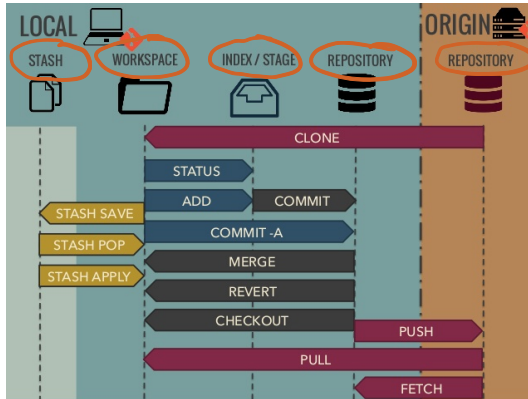 LOCAL
ORIGIN
STASH
WORKSPACE
INDEX / STAGE
REPOSITORY
REPOSITORY
CLONE
STATUS
ADD
COMMIT
STASH SAVE
COMMIT -A
STASH POP
MERGE
STASH APPLY
REVERT
CHECKOUT
PUSH
PULL
FETCH